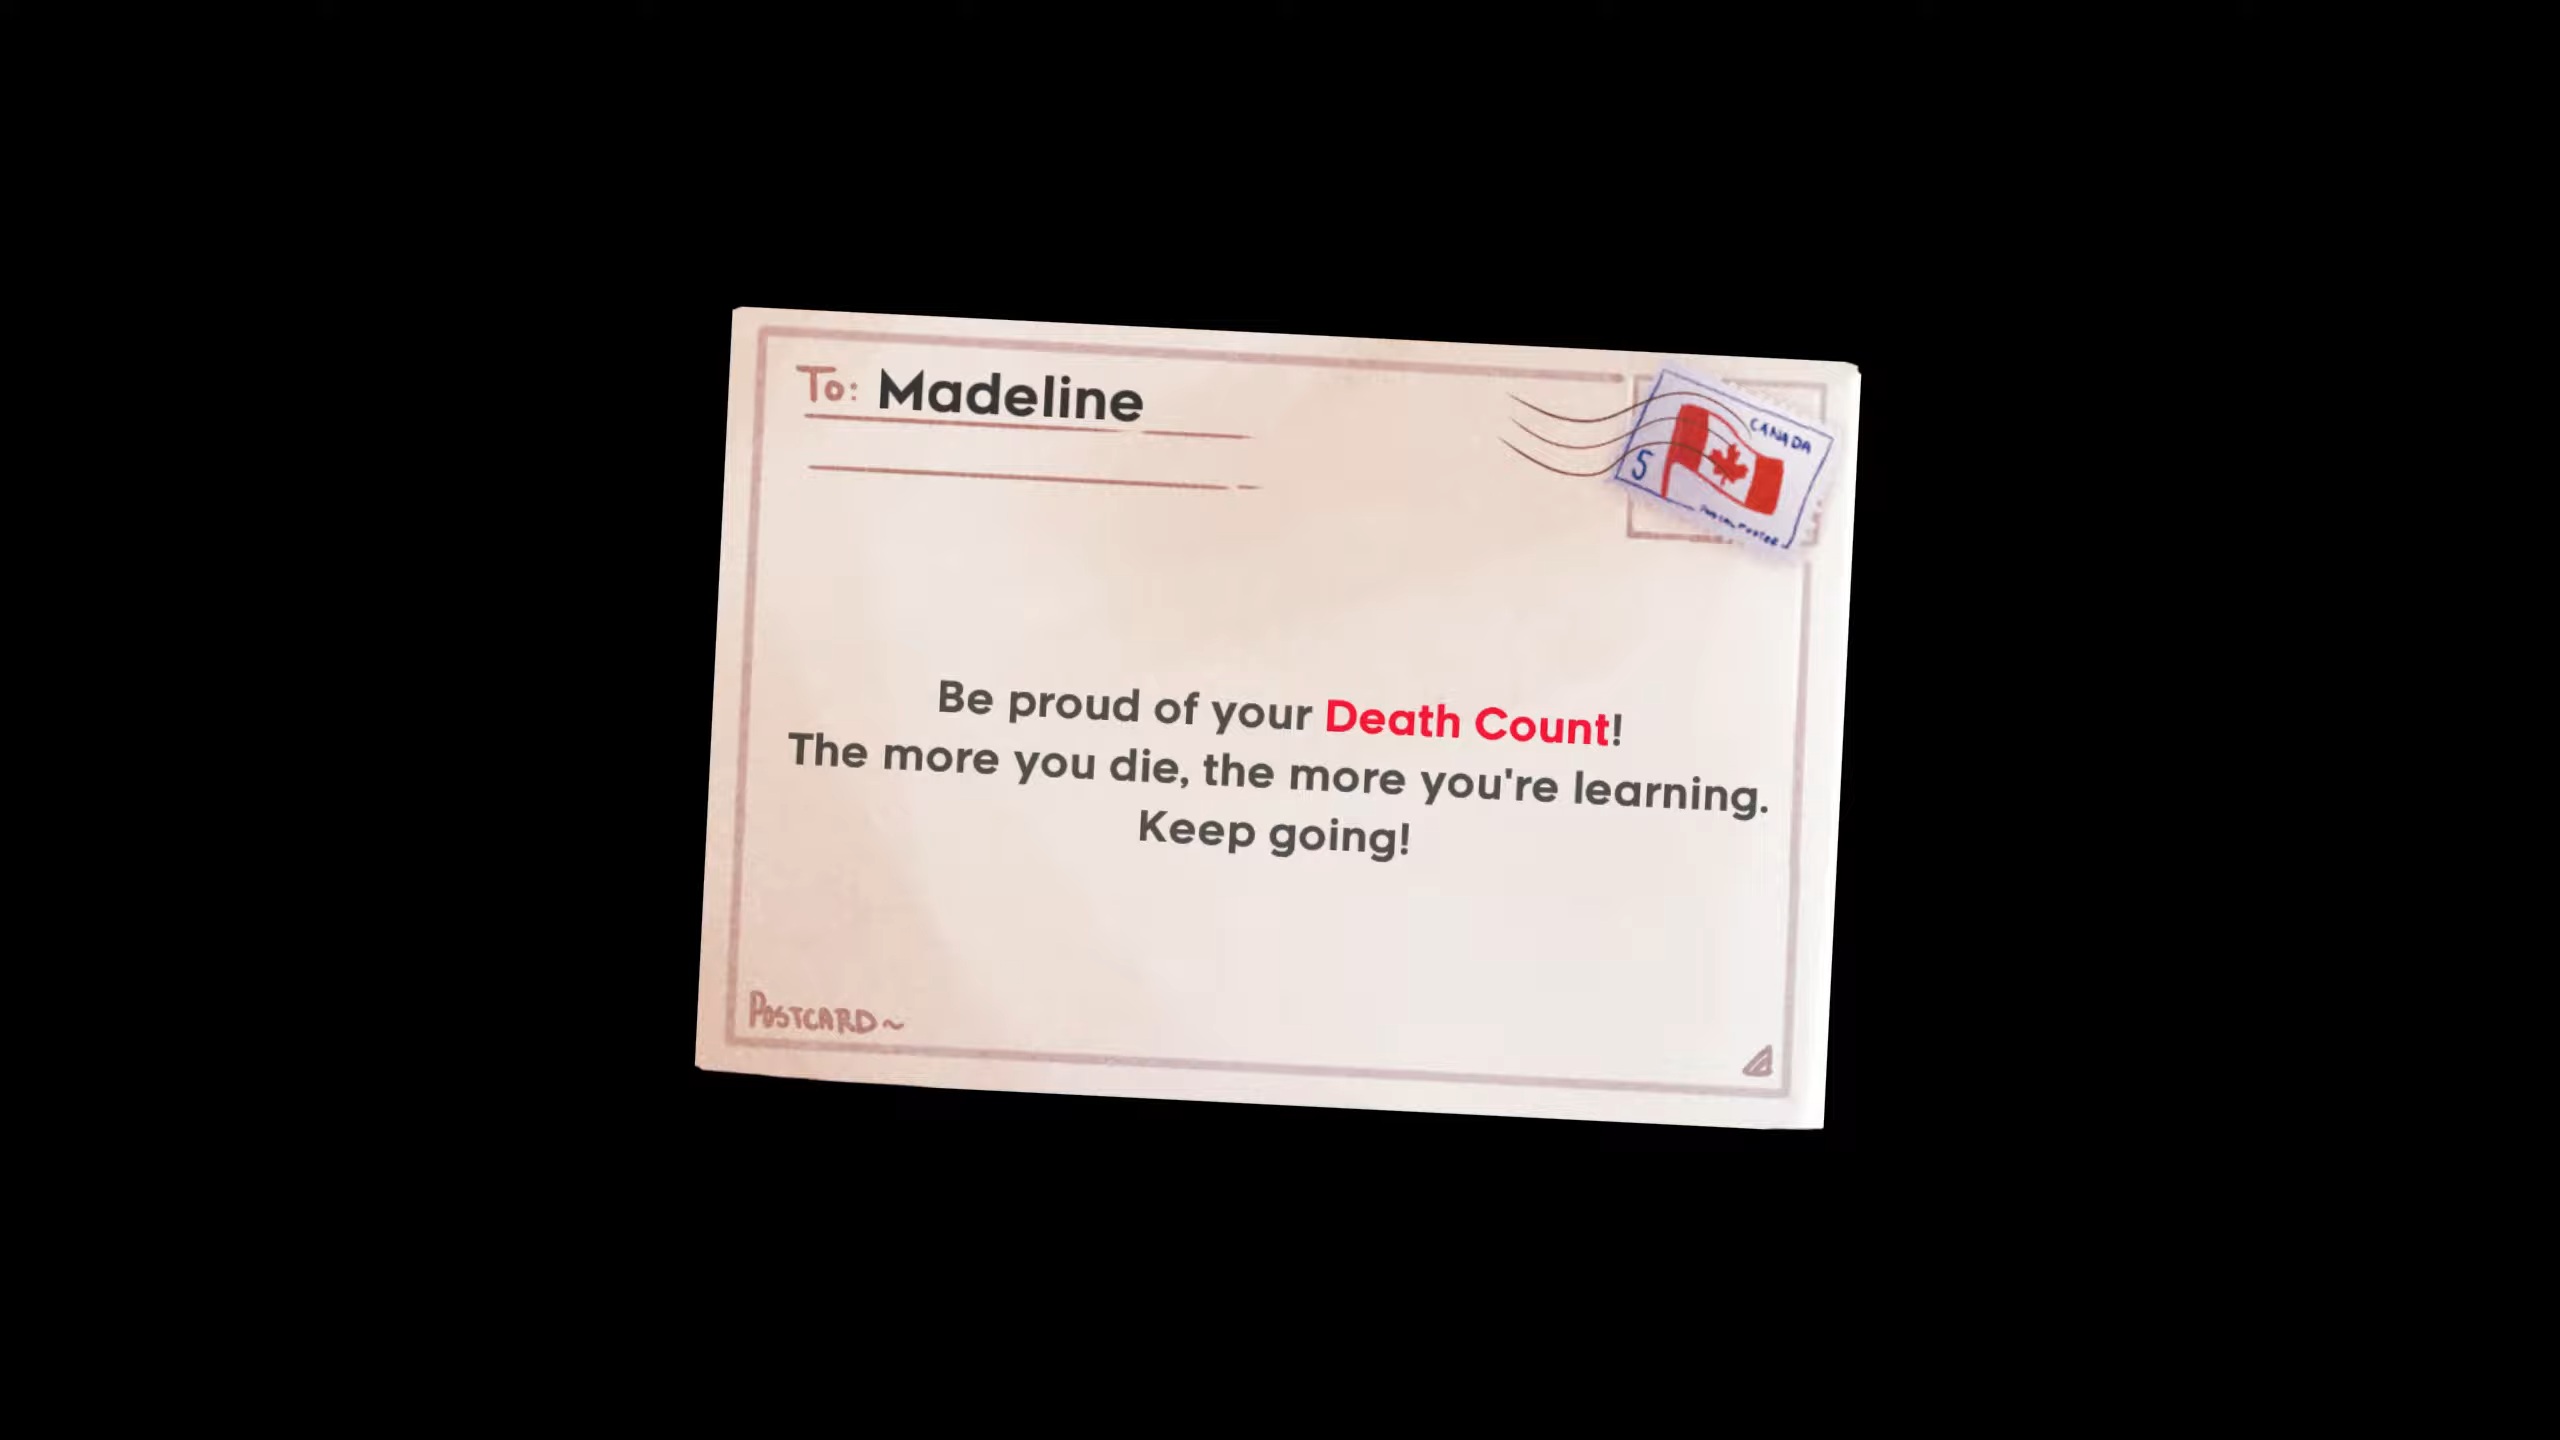 To: Madeline
CANADA
5
Be proud of your Death Count!
The more you die, the more you're learning.
Keep going!
POSTCARD~